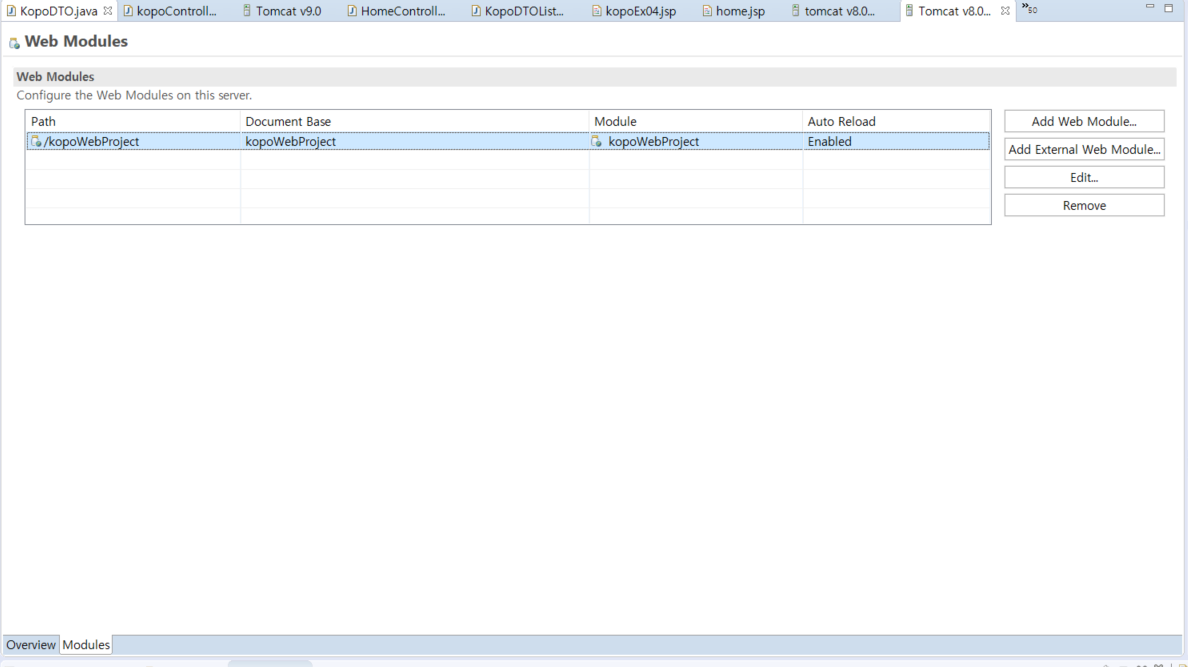 KopoDTO.java kopoControll... Tomcat v9.0 HomeControll... KopoDTOList... kopoEx04.jsp home.jsp tomcat v8.0... Tomcat v8.0... »50
Web Modules
Web Modules
Configure the Web Modules on this server.
Path Document Base Module Auto Reload
/kopoWebProject kopoWebProject kopoWebProject Enabled
Add Web Module...
Add External Web Module...
Edit...
Remove
Overview Modules